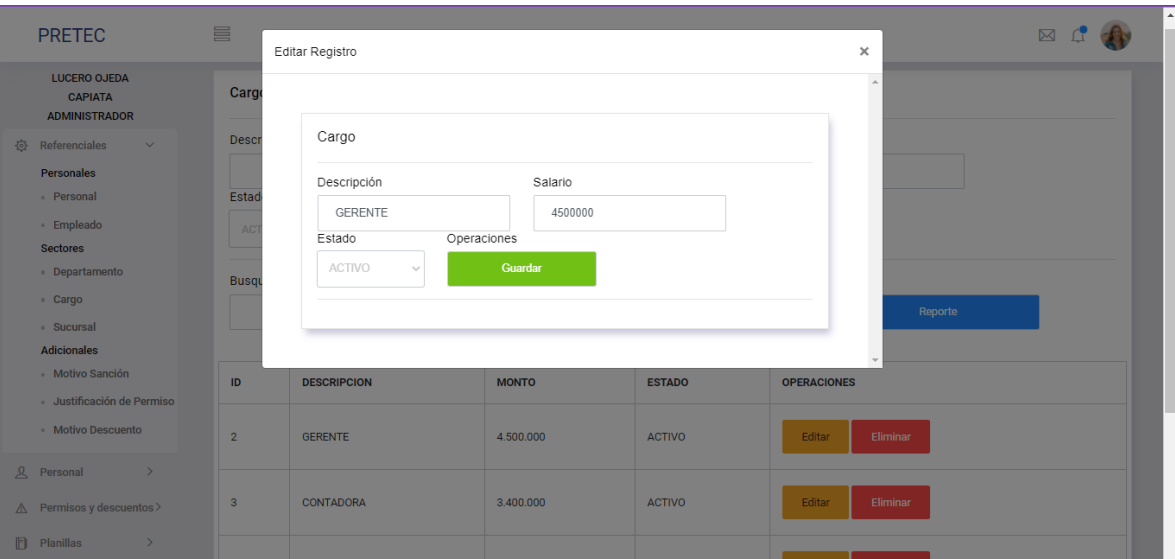 PRETEC
LUCERO OJEDA
CAPIATA
ADMINISTRADOR
Referenciales
Personales
Personal
Empleado
Sectores
Departamento
Cargo
Sucursal
Adicionales
Motivo Sanción
Justificación de Permiso
Motivo Descuento
Personal
Permisos y descuentos
Planillas
Editar Registro
×
Cargo
Descripción Salario
GERENTE 4500000
Estado Operaciones
ACTIVO Guardar
Reporte
ID DESCRIPCION MONTO ESTADO OPERACIONES
2 GERENTE 4.500.000 ACTIVO Editar Eliminar
3 CONTADORA 3.400.000 ACTIVO Editar Eliminar